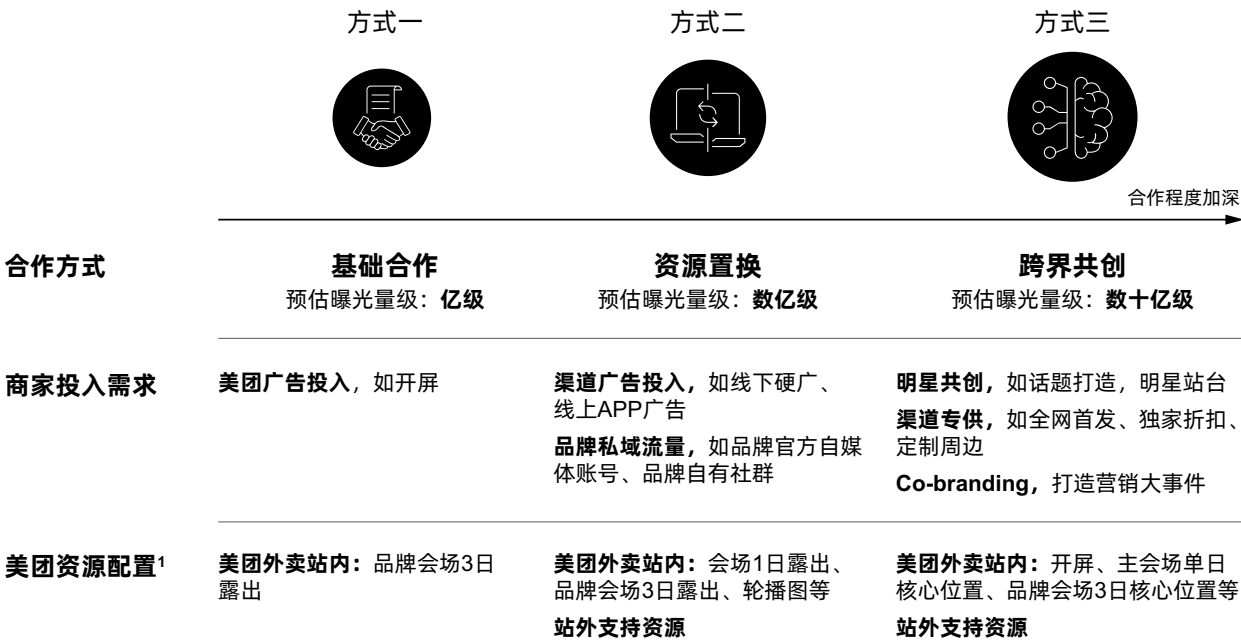 方式一
方式二
方式三
合作程度加深
合作方式
基础合作
预估曝光量级：亿级
资源置换
预估曝光量级：数亿级
跨界共创
预估曝光量级：数十亿级
商家投入需求
美团广告投入，如开屏
渠道广告投入，如线下硬广、
线上APP广告
品牌私域流量，如品牌官方自媒
体账号、品牌自有社群
明星共创，如话题打造，明星站台
渠道专供，如全网首发、独家折扣、
定制周边
Co-branding，打造营销大事件
美团资源配置¹
美团外卖站内：品牌会场3日
露出
美团外卖站内：会场1日露出、
品牌会场3日露出、轮播图等
站外支持资源
美团外卖站内：开屏、主会场单日
核心位置、品牌会场3日核心位置等
站外支持资源